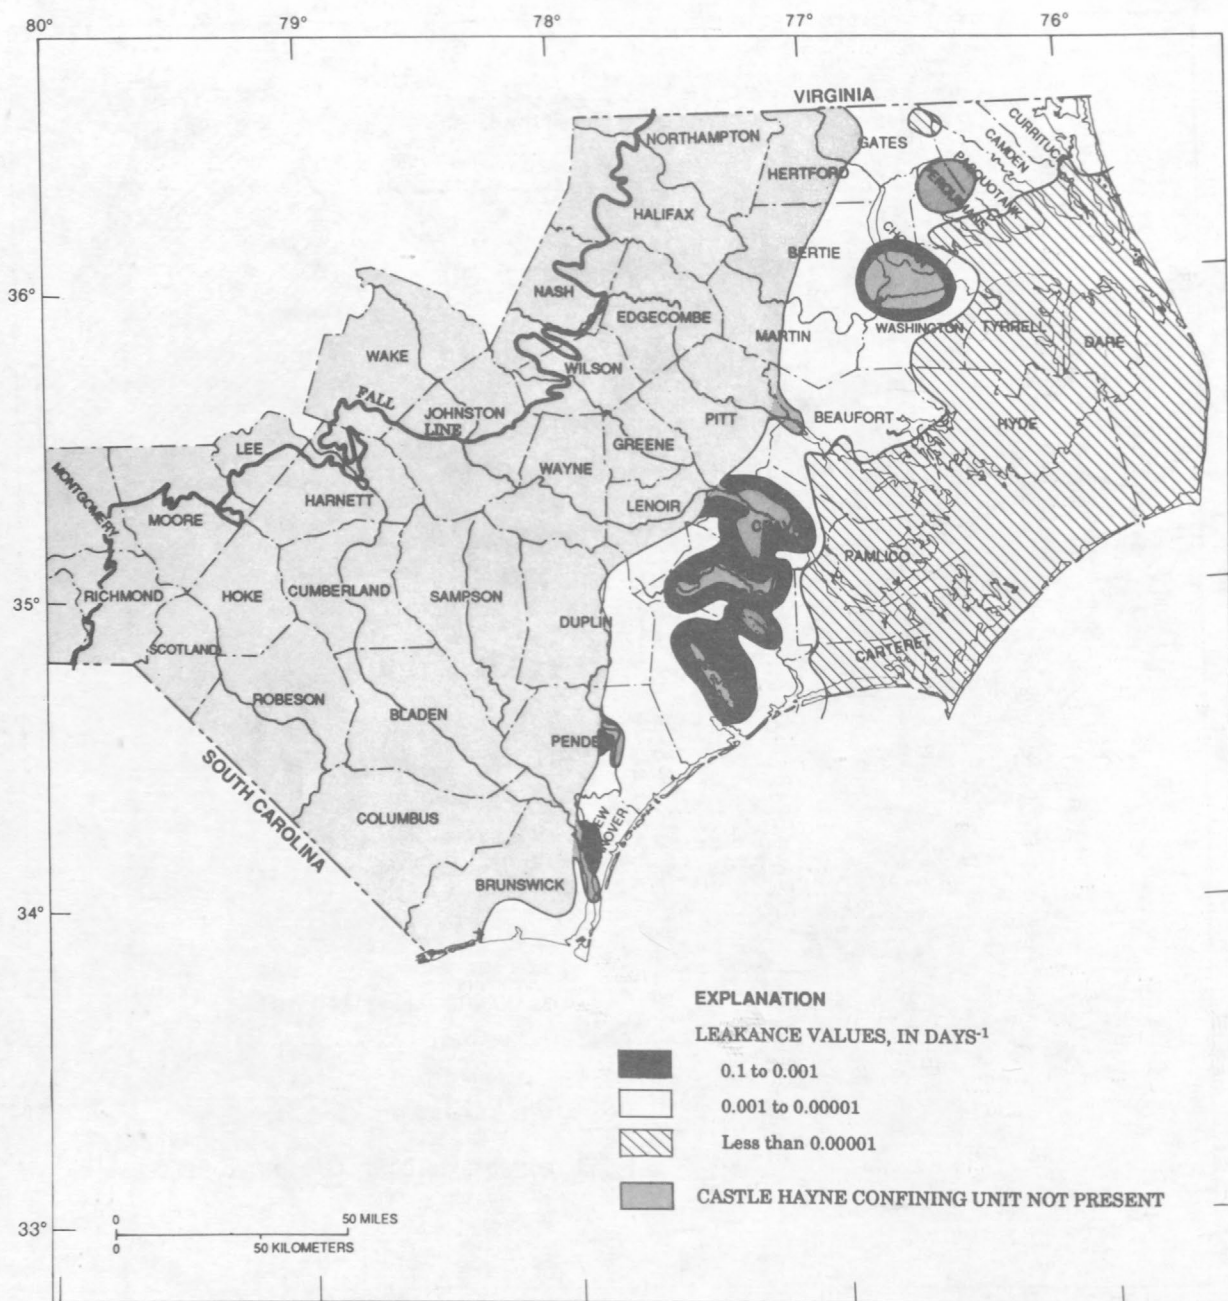 80°
79°
78°
77°
76°
VIRGINIA
NORTHAMPTON
GATES
CURRITUCK
CAMDEN
PASQUOTANK
HERTFORD
HALIFAX
BERTIE
36°
NASH
EDGECOMBE
MARTIN
WASHINGTON
TYRRELL
DARE
WAKE
WILSON
FALL
LINE
JOHNSTON
PITT
BEAUFORT
HYDE
LEE
GREENE
WAYNE
MONTGOMERY
HARNETT
LENOIR
MOORE
PAMLICO
35°
RICHMOND
HOKE
CUMBERLAND
SAMPSON
DUPLIN
SCOTLAND
CARTERET
ROBESON
BLADEN
SOUTH CAROLINA
COLUMBUS
BRUNSWICK
34°
EXPLANATION
LEAKANCE VALUES, IN DAYS-1
0.1 to 0.001
0.001 to 0.00001
Less than 0.00001
CASTLE HAYNE CONFINING UNIT NOT PRESENT
33°
0 50 MILES
0 50 KILOMETERS